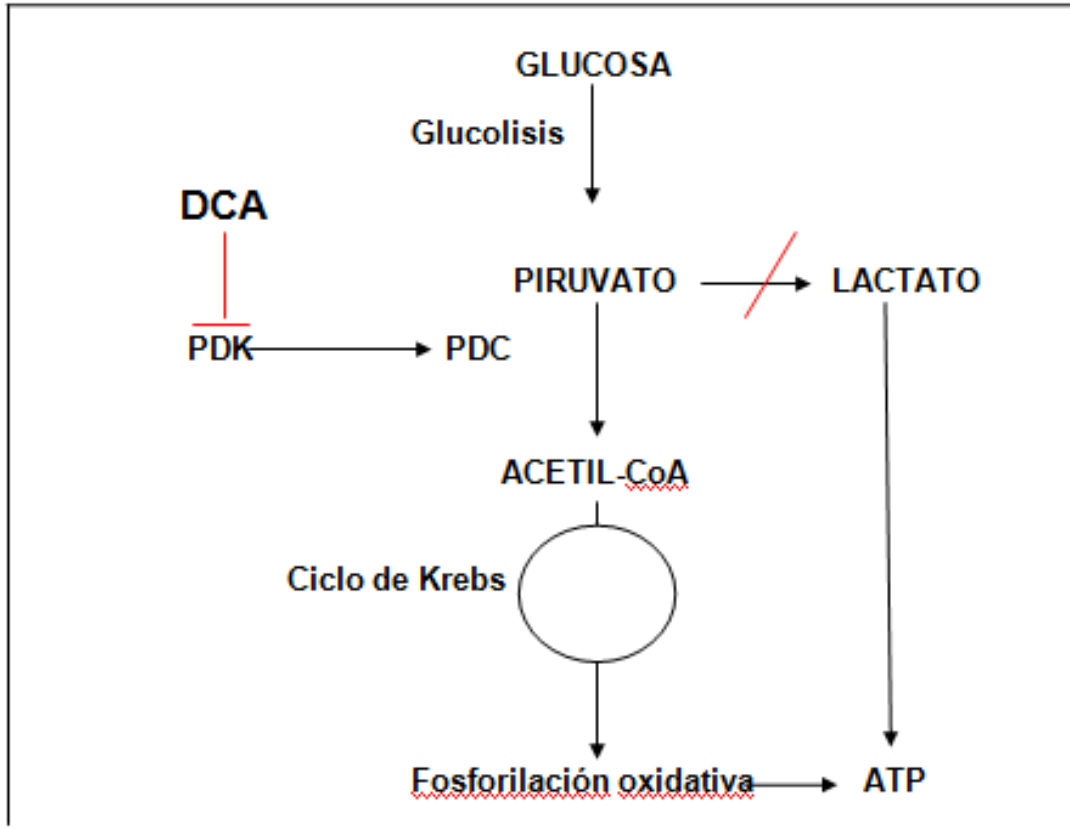 GLUCOSA
Glucolisis
DCA
PIRUVATO
LACTATO
PDK
PDC
ACETIL-CoA
Ciclo de Krebs
Fosforilación oxidativa
ATP